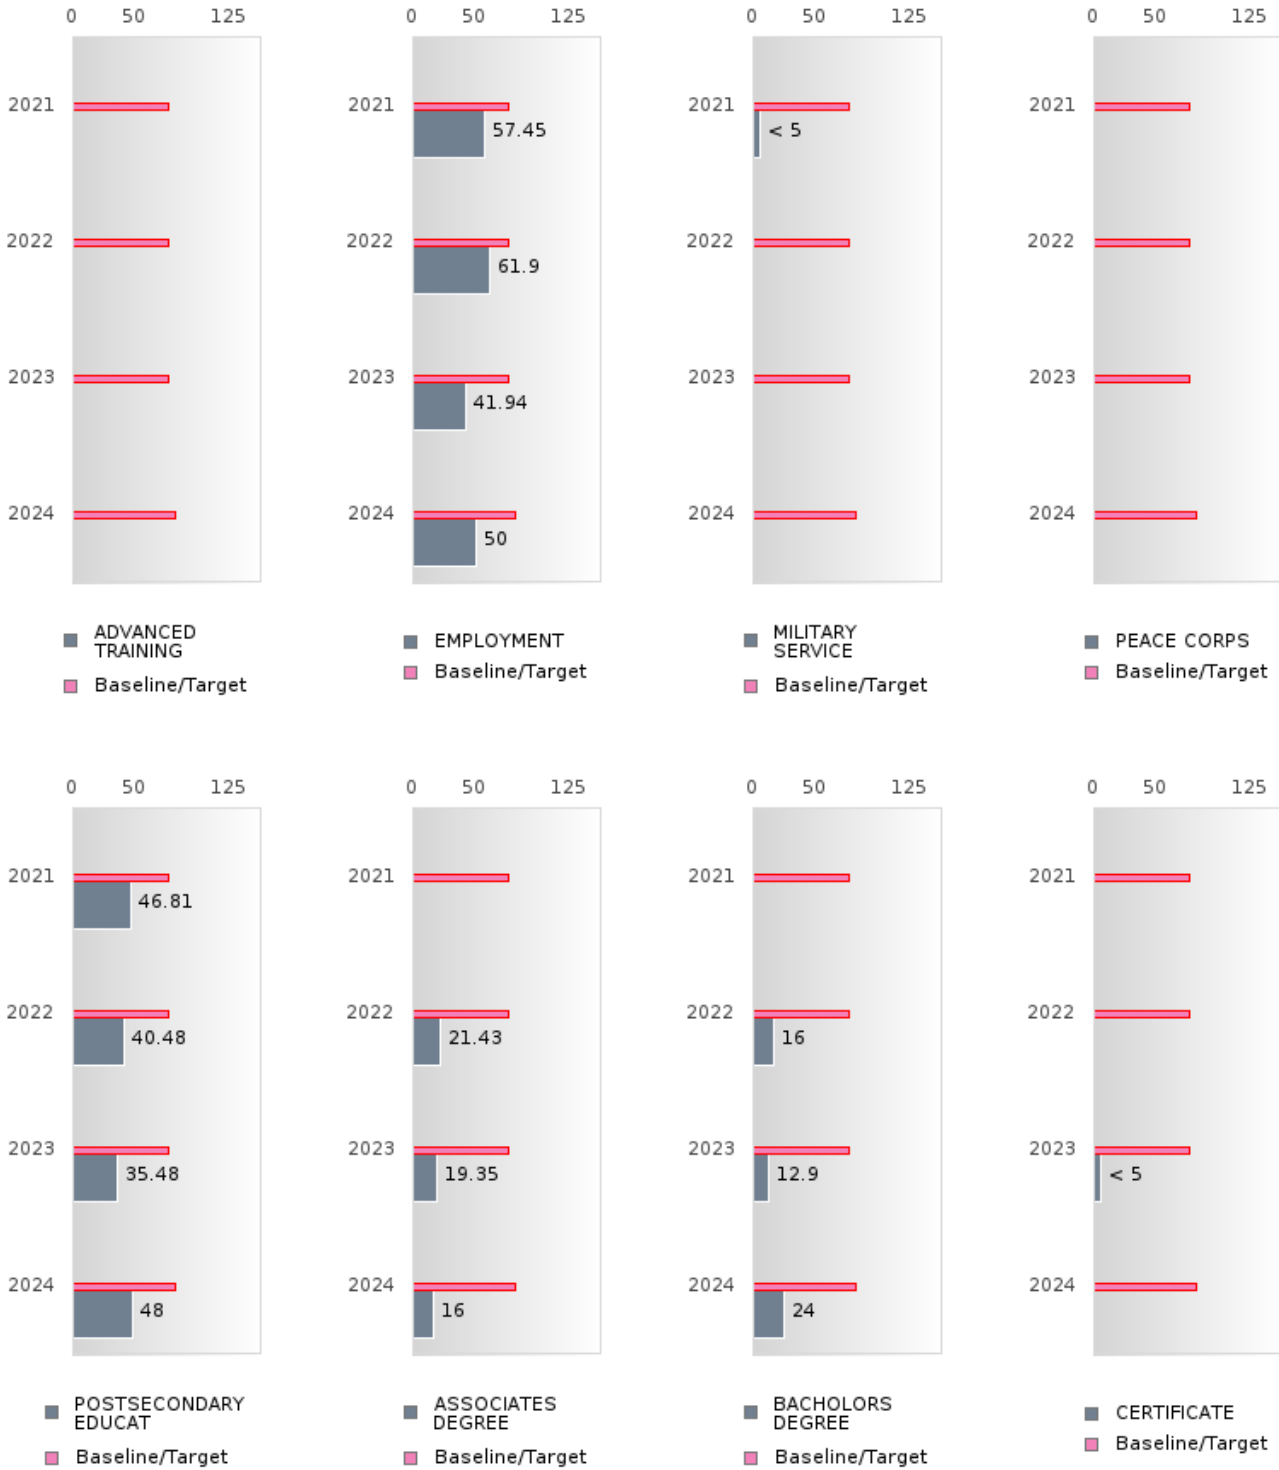 0 50 125 0 50 125 0 50 125 0 50 125
2021 2021 2021 2021
57.45 < 5
2022 2022 2022 2022
61.9
2023 2023 2023 2023
41.94
2024 2024 2024 2024
50
ADVANCED
TRAINING
Baseline/Target
EMPLOYMENT
Baseline/Target
MILITARY
SERVICE
Baseline/Target
PEACE CORPS
Baseline/Target
0 50 125 0 50 125 0 50 125 0 50 125
2021 2021 2021 2021
46.81
2022 2022 2022 2022
40.48 21.43 16
2023 2023 2023 2023
35.48 19.35 12.9 < 5
2024 2024 2024 2024
48 16 24
POSTSECONDARY
EDUCAT
Baseline/Target
ASSOCIATES
DEGREE
Baseline/Target
BACHOLORS
DEGREE
Baseline/Target
CERTIFICATE
Baseline/Target